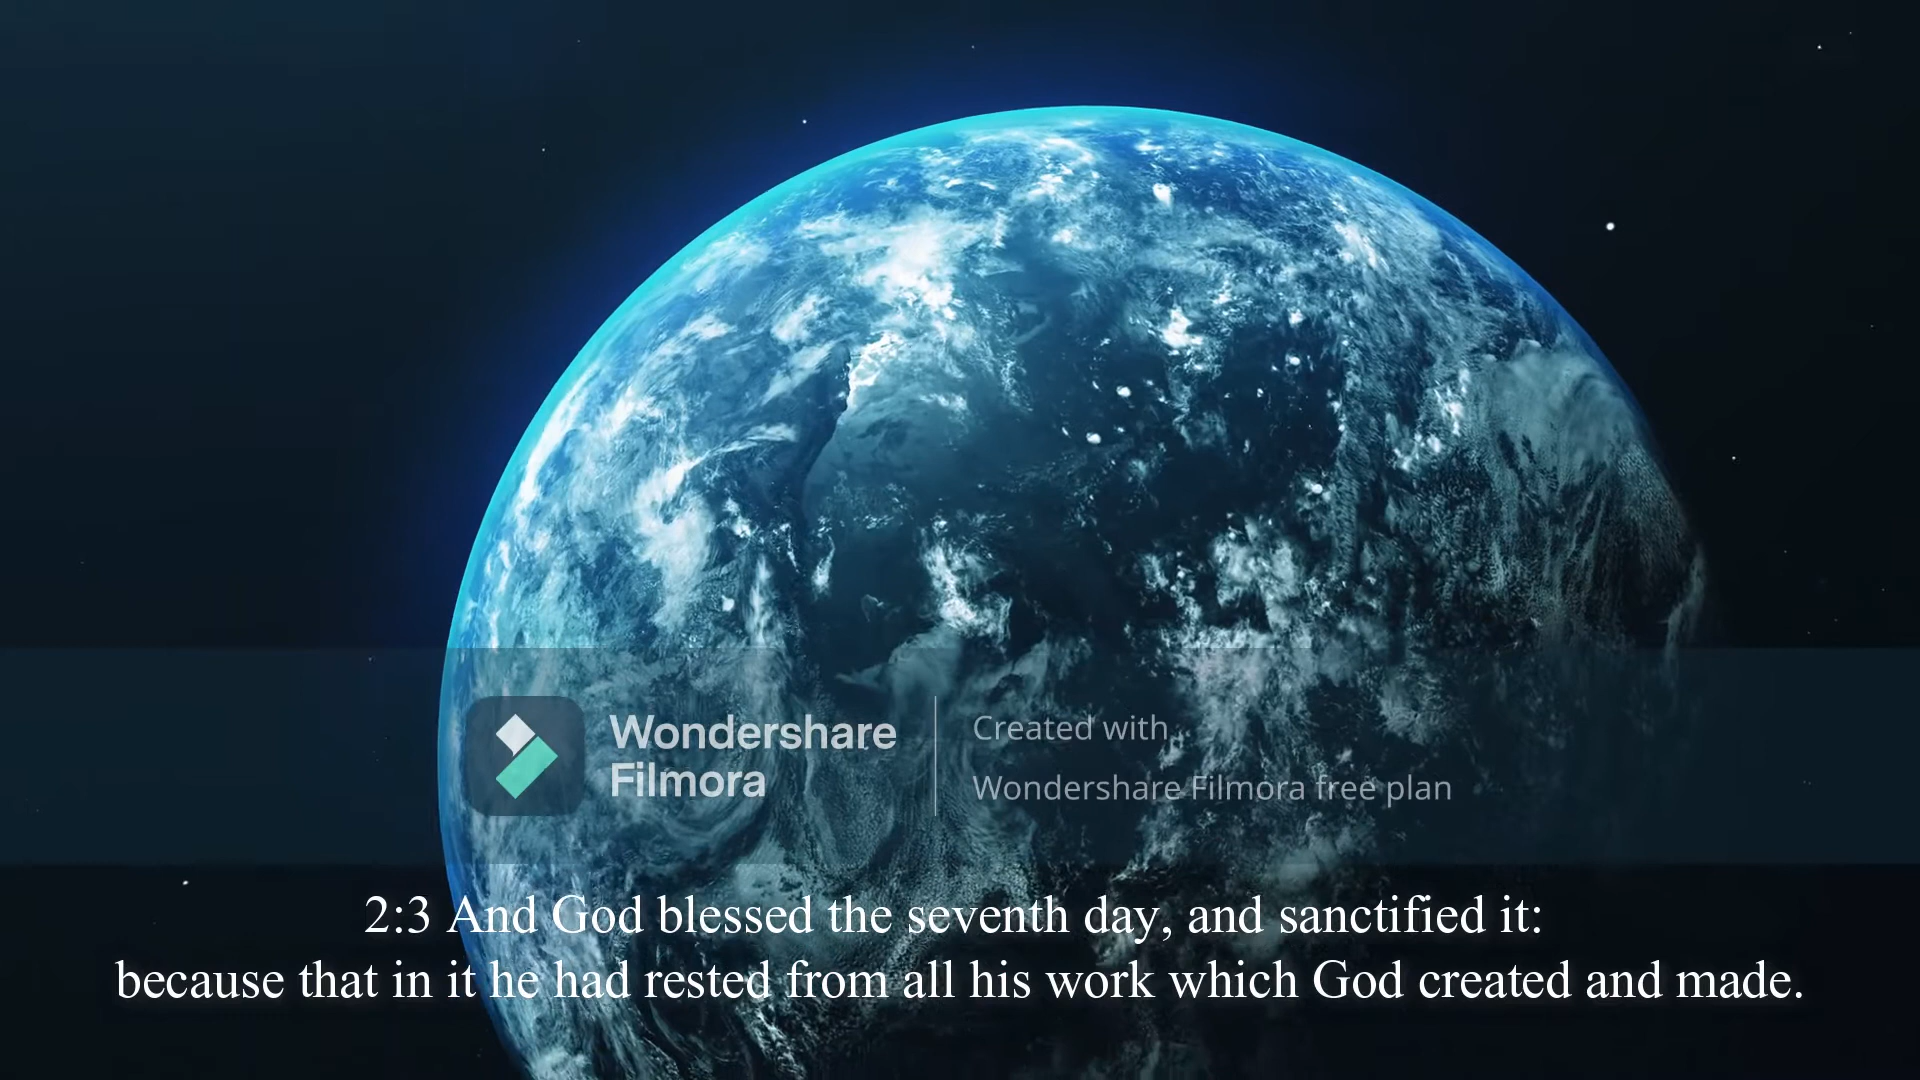 Wondershare
Filmora
Created with
Wondershare Filmora free plan
2:3 And God blessed the seventh day, and sanctified it:
because that in it he had rested from all his work which God created and made.